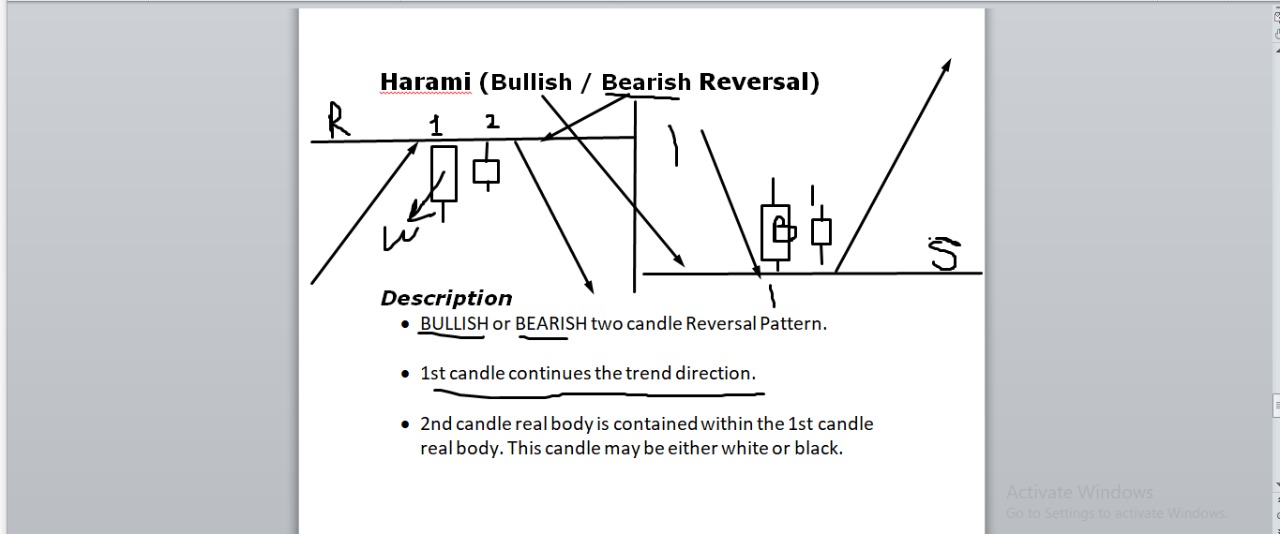 Harami (Bullish / Bearish Reversal)
R
1
2
W
S
Description
• BULLISH or BEARISH two candle Reversal Pattern.
• 1st candle continues the trend direction.
• 2nd candle real body is contained within the 1st candle
real body. This candle may be either white or black.
Activate Windows
Go to Settings to activate Windows.